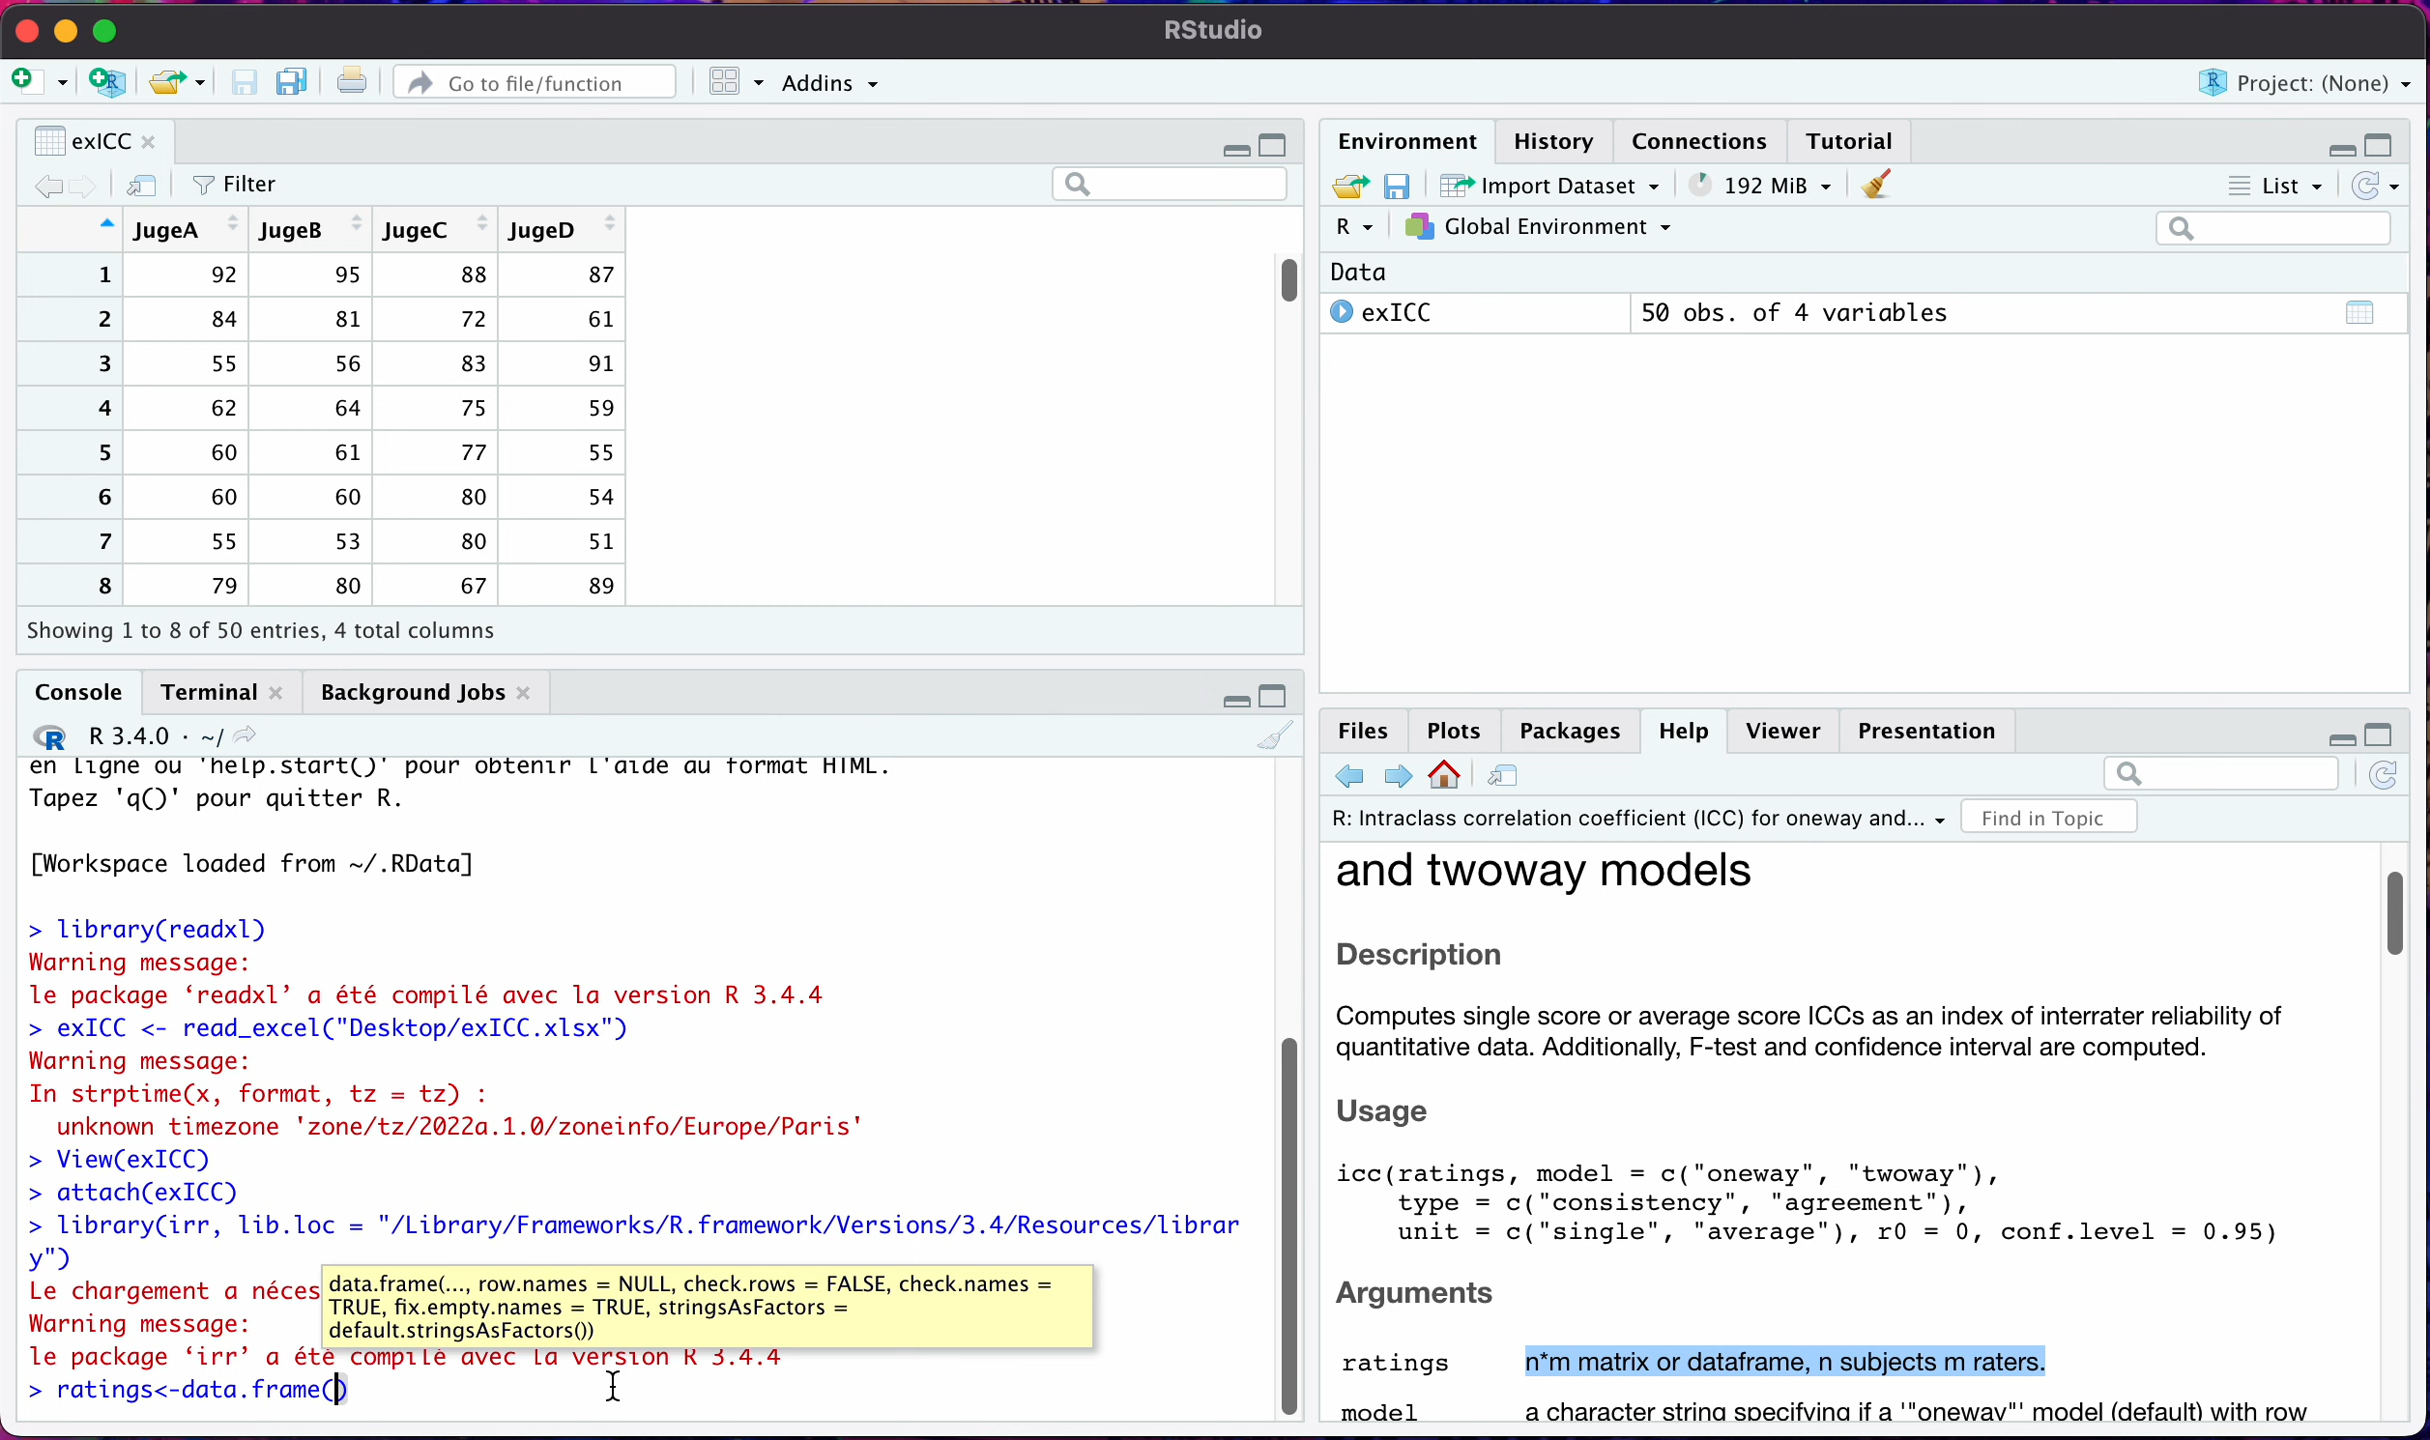 RStudio
Go to file/function
Addins
Project: (None)
exICC
Filter
JugeA JugeB JugeC JugeD
1 92 95 88 87
2 84 81 72 61
3 55 56 83 91
4 62 64 75 59
5 60 61 77 55
6 60 60 80 54
7 55 53 80 51
8 79 80 67 89
Showing 1 to 8 of 50 entries, 4 total columns
Console Terminal Background Jobs
R 3.4.0 · ~/
en ligne ou 'help.start()' pour obtenir l'aide au format HTML.
Tapez 'q()' pour quitter R.
[Workspace loaded from ~/.RData]
> library(readxl)
Warning message:
le package ‘readxl’ a été compilé avec la version R 3.4.4
> exICC <- read_excel("Desktop/exICC.xlsx")
Warning message:
In strptime(x, format, tz = tz) :
unknown timezone 'zone/tz/2022a.1.0/zoneinfo/Europe/Paris'
> View(exICC)
> attach(exICC)
> library(irr, lib.loc = "/Library/Frameworks/R.framework/Versions/3.4/Resources/librar
y")
Le chargement a néces
data.frame(..., row.names = NULL, check.rows = FALSE, check.names =
TRUE, fix.empty.names = TRUE, stringsAsFactors =
default.stringsAsFactors())
Warning message:
le package ‘irr’ a été compilé avec la version R 3.4.4
> ratings<-data.frame()
Environment History Connections Tutorial
Import Dataset 192 MiB List
R Global Environment
Data
exICC 50 obs. of 4 variables
Files Plots Packages Help Viewer Presentation
R: Intraclass correlation coefficient (ICC) for oneway and... Find in Topic
and twoway models
Description
Computes single score or average score ICCs as an index of interrater reliability of
quantitative data. Additionally, F-test and confidence interval are computed.
Usage
icc(ratings, model = c("oneway", "twoway"),
type = c("consistency", "agreement"),
unit = c("single", "average"), r0 = 0, conf.level = 0.95)
Arguments
ratings n*m matrix or dataframe, n subjects m raters.
model a character string specifying if a '"oneway"' model (default) with row